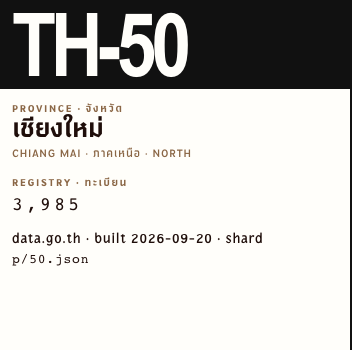 TH-50
PROVINCE · จังหวัด
เชียงใหม่
CHIANG MAI · ภาคเหนือ · NORTH
REGISTRY · ทะเบียน
3,985
data.go.th · built 2026-09-20 · shard
p/50.json